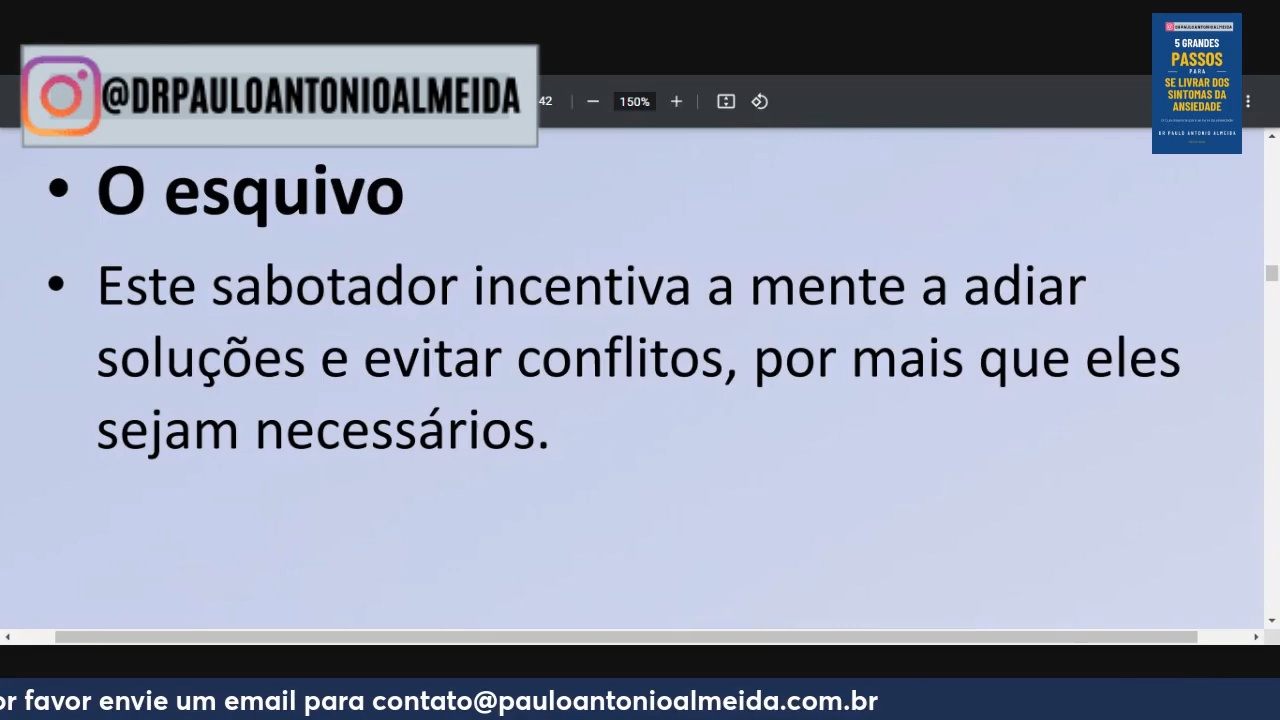 @DRPAULOANTONIOALMEIDA
42
150%
@DRPAULOANTONIOALMEIDA
5 GRANDES
PASSOS
PARA
SE LIVRAR DOS
SINTOMAS DA
ANSIEDADE
DR PAULO ANTONIO ALMEIDA
• O esquivo
• Este sabotador incentiva a mente a adiar
soluções e evitar conflitos, por mais que eles
sejam necessários.
or favor envie um email para contato@pauloantonioalmeida.com.br